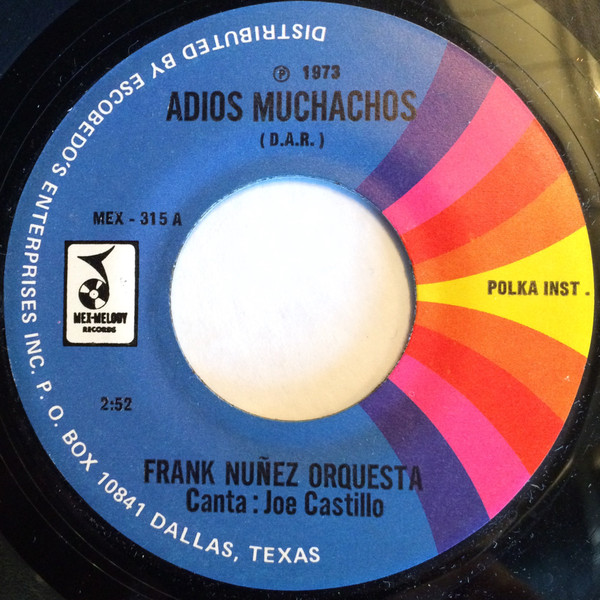 DISTRIBUTED BY ESCOBEDO'S ENTERPRISES INC. P. O. BOX 10841 DALLAS, TEXAS
℗ 1973
ADIOS MUCHACHOS
( D.A.R. )
MEX - 315 A
MEX-MELODY
RECORDS
POLKA INST .
2:52
FRANK NUÑEZ ORQUESTA
Canta : Joe Castillo